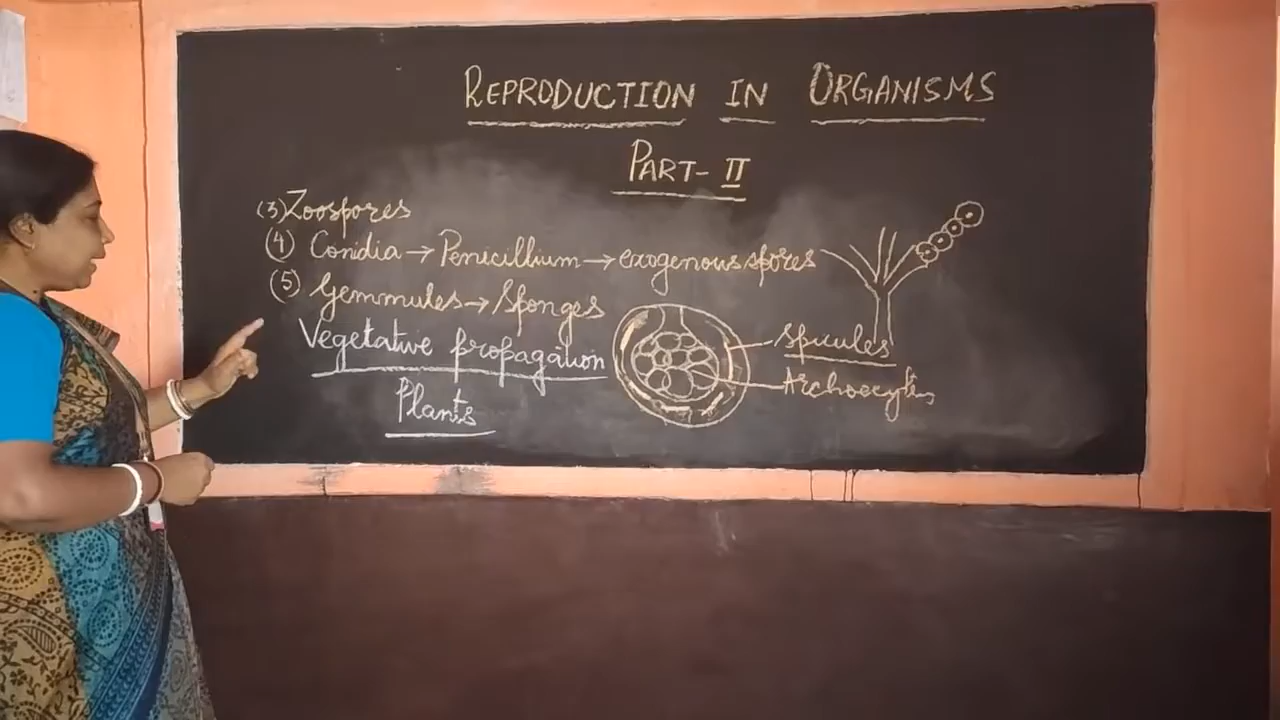 REPRODUCTION IN ORGANISMS
PART-II
(3) Zoospores
(4) Conidia → Penicillium → exogenous spores
(5) Gemmules → Sponges
Spicules
Vegetative propagation
Archoocytes
Plants